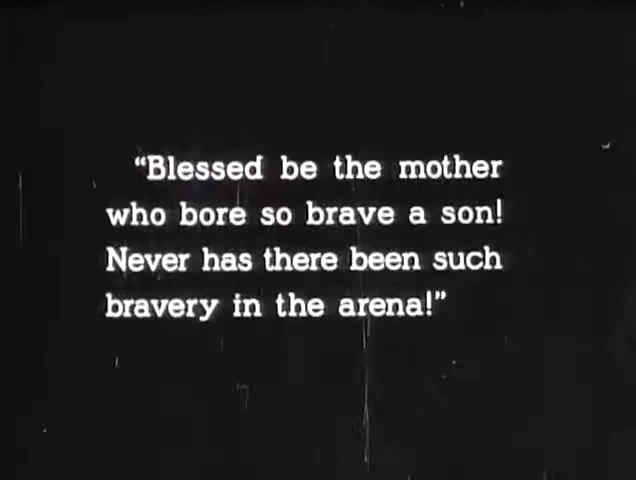 “Blessed be the mother
who bore so brave a son!
Never has there been such
bravery in the arena!”